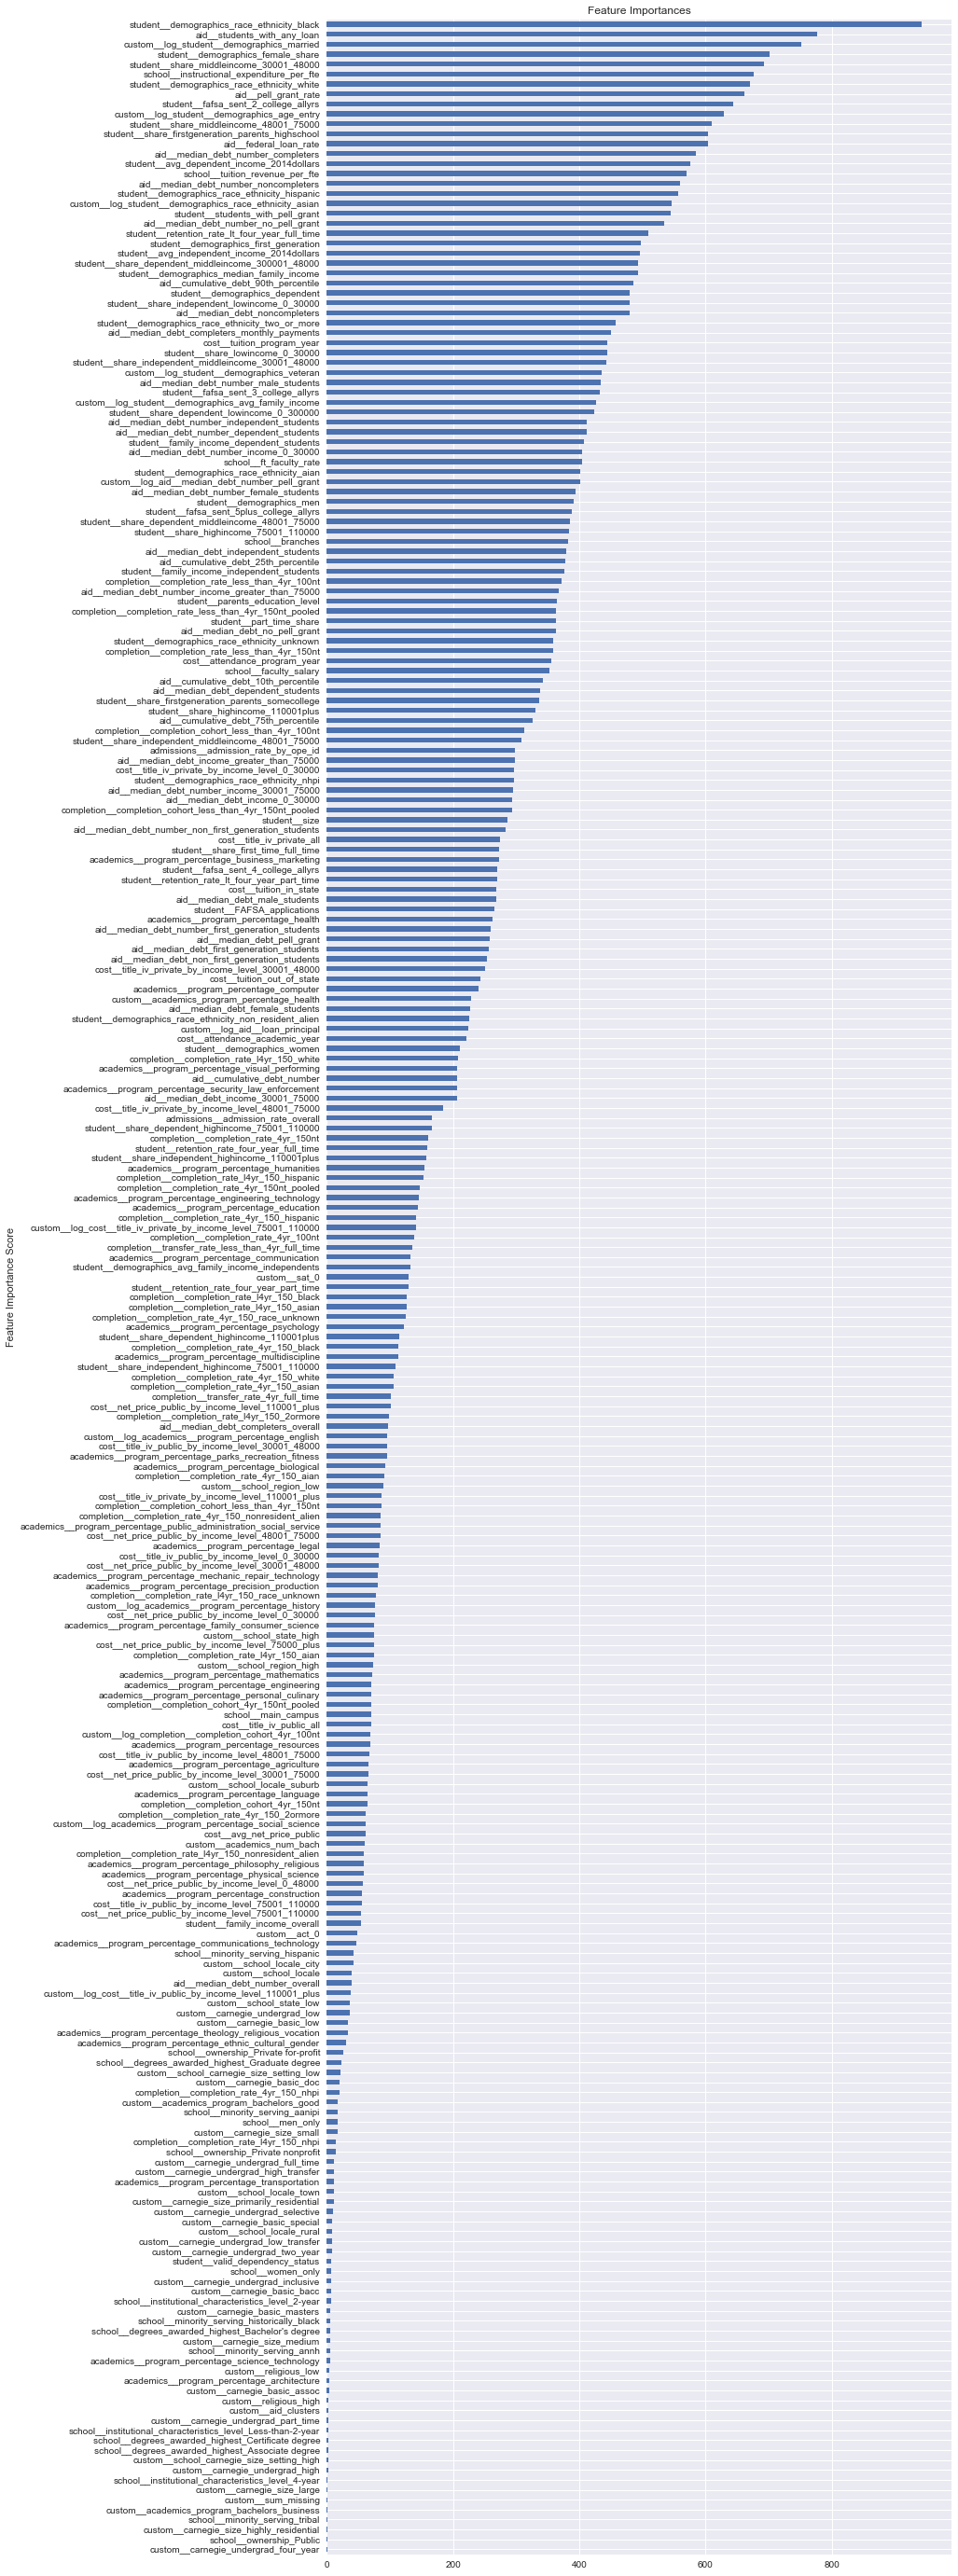 Feature Importances
student__demographics_race_ethnicity_black
aid__students_with_any_loan
custom__log_student__demographics_married
student__demographics_female_share
student__share_middleincome_30001_48000
school__instructional_expenditure_per_fte
student__demographics_race_ethnicity_white
aid__pell_grant_rate
student__fafsa_sent_2_college_allyrs
custom__log_student__demographics_age_entry
student__share_middleincome_48001_75000
student__share_firstgeneration_parents_highschool
aid__federal_loan_rate
aid__median_debt_number_completers
student__avg_dependent_income_2014dollars
school__tuition_revenue_per_fte
aid__median_debt_number_noncompleters
student__demographics_race_ethnicity_hispanic
custom__log_student__demographics_race_ethnicity_asian
student__students_with_pell_grant
aid__median_debt_number_no_pell_grant
student__retention_rate_lt_four_year_full_time
student__demographics_first_generation
student__avg_independent_income_2014dollars
student__share_dependent_middleincome_300001_48000
student__demographics_median_family_income
aid__cumulative_debt_90th_percentile
student__demographics_dependent
student__share_independent_lowincome_0_30000
aid__median_debt_noncompleters
student__demographics_race_ethnicity_two_or_more
aid__median_debt_completers_monthly_payments
cost__tuition_program_year
student__share_lowincome_0_30000
student__share_independent_middleincome_30001_48000
custom__log_student__demographics_veteran
aid__median_debt_number_male_students
student__fafsa_sent_3_college_allyrs
custom__log_student__demographics_avg_family_income
student__share_dependent_lowincome_0_300000
aid__median_debt_number_independent_students
aid__median_debt_number_dependent_students
student__family_income_dependent_students
aid__median_debt_number_income_0_30000
school__ft_faculty_rate
student__demographics_race_ethnicity_aian
custom__log_aid__median_debt_number_pell_grant
aid__median_debt_number_female_students
student__demographics_men
student__fafsa_sent_5plus_college_allyrs
student__share_dependent_middleincome_48001_75000
student__share_highincome_75001_110000
school__branches
aid__median_debt_independent_students
aid__cumulative_debt_25th_percentile
student__family_income_independent_students
completion__completion_rate_less_than_4yr_100nt
aid__median_debt_number_income_greater_than_75000
student__parents_education_level
completion__completion_rate_less_than_4yr_150nt_pooled
student__part_time_share
aid__median_debt_no_pell_grant
student__demographics_race_ethnicity_unknown
completion__completion_rate_less_than_4yr_150nt
cost__attendance_program_year
school__faculty_salary
aid__cumulative_debt_10th_percentile
aid__median_debt_dependent_students
student__share_firstgeneration_parents_somecollege
student__share_highincome_110001plus
aid__cumulative_debt_75th_percentile
completion__completion_cohort_less_than_4yr_100nt
student__share_independent_middleincome_48001_75000
admissions__admission_rate_by_ope_id
aid__median_debt_income_greater_than_75000
cost__title_iv_private_by_income_level_0_30000
student__demographics_race_ethnicity_nhpi
aid__median_debt_number_income_30001_75000
aid__median_debt_income_0_30000
completion__completion_cohort_less_than_4yr_150nt_pooled
student__size
aid__median_debt_number_non_first_generation_students
cost__title_iv_private_all
student__share_first_time_full_time
academics__program_percentage_business_marketing
student__fafsa_sent_4_college_allyrs
student__retention_rate_lt_four_year_part_time
cost__tuition_in_state
aid__median_debt_male_students
student__FAFSA_applications
academics__program_percentage_health
aid__median_debt_number_first_generation_students
aid__median_debt_pell_grant
aid__median_debt_first_generation_students
aid__median_debt_non_first_generation_students
cost__title_iv_private_by_income_level_30001_48000
cost__tuition_out_of_state
academics__program_percentage_computer
custom__academics_program_percentage_health
aid__median_debt_female_students
student__demographics_race_ethnicity_non_resident_alien
custom__log_aid__loan_principal
cost__attendance_academic_year
student__demographics_women
completion__completion_rate_l4yr_150_white
academics__program_percentage_visual_performing
aid__cumulative_debt_number
academics__program_percentage_security_law_enforcement
aid__median_debt_income_30001_75000
cost__title_iv_private_by_income_level_48001_75000
admissions__admission_rate_overall
student__share_dependent_highincome_75001_110000
completion__completion_rate_4yr_150nt
student__retention_rate_four_year_full_time
student__share_independent_highincome_110001plus
academics__program_percentage_humanities
completion__completion_rate_l4yr_150_hispanic
completion__completion_rate_4yr_150nt_pooled
academics__program_percentage_engineering_technology
academics__program_percentage_education
completion__completion_rate_4yr_150_hispanic
custom__log_cost__title_iv_private_by_income_level_75001_110000
completion__completion_rate_4yr_100nt
completion__transfer_rate_less_than_4yr_full_time
academics__program_percentage_communication
student__demographics_avg_family_income_independents
custom__sat_0
student__retention_rate_four_year_part_time
completion__completion_rate_l4yr_150_black
completion__completion_rate_l4yr_150_asian
completion__completion_rate_4yr_150_race_unknown
academics__program_percentage_psychology
student__share_dependent_highincome_110001plus
completion__completion_rate_4yr_150_black
academics__program_percentage_multidiscipline
student__share_independent_highincome_75001_110000
completion__completion_rate_4yr_150_white
completion__completion_rate_4yr_150_asian
completion__transfer_rate_4yr_full_time
cost__net_price_public_by_income_level_110001_plus
completion__completion_rate_l4yr_150_2ormore
aid__median_debt_completers_overall
custom__log_academics__program_percentage_english
cost__title_iv_public_by_income_level_30001_48000
academics__program_percentage_parks_recreation_fitness
academics__program_percentage_biological
completion__completion_rate_4yr_150_aian
custom__school_region_low
cost__title_iv_private_by_income_level_110001_plus
completion__completion_cohort_less_than_4yr_150nt
completion__completion_rate_4yr_150_nonresident_alien
academics__program_percentage_public_administration_social_service
cost__net_price_public_by_income_level_48001_75000
academics__program_percentage_legal
cost__title_iv_public_by_income_level_0_30000
cost__net_price_public_by_income_level_30001_48000
academics__program_percentage_mechanic_repair_technology
academics__program_percentage_precision_production
completion__completion_rate_l4yr_150_race_unknown
custom__log_academics__program_percentage_history
cost__net_price_public_by_income_level_0_30000
academics__program_percentage_family_consumer_science
custom__school_state_high
cost__net_price_public_by_income_level_75000_plus
completion__completion_rate_l4yr_150_aian
custom__school_region_high
academics__program_percentage_mathematics
academics__program_percentage_engineering
academics__program_percentage_personal_culinary
completion__completion_cohort_4yr_150nt_pooled
school__main_campus
cost__title_iv_public_all
custom__log_completion__completion_cohort_4yr_100nt
academics__program_percentage_resources
cost__title_iv_public_by_income_level_48001_75000
academics__program_percentage_agriculture
cost__net_price_public_by_income_level_30001_75000
custom__school_locale_suburb
academics__program_percentage_language
completion__completion_cohort_4yr_150nt
completion__completion_rate_4yr_150_2ormore
custom__log_academics__program_percentage_social_science
cost__avg_net_price_public
custom__academics_num_bach
completion__completion_rate_l4yr_150_nonresident_alien
academics__program_percentage_philosophy_religious
academics__program_percentage_physical_science
cost__net_price_public_by_income_level_0_48000
academics__program_percentage_construction
cost__title_iv_public_by_income_level_75001_110000
cost__net_price_public_by_income_level_75001_110000
student__family_income_overall
custom__act_0
academics__program_percentage_communications_technology
school__minority_serving_hispanic
custom__school_locale_city
custom__school_locale
aid__median_debt_number_overall
custom__log_cost__title_iv_public_by_income_level_110001_plus
custom__school_state_low
custom__carnegie_undergrad_low
custom__carnegie_basic_low
academics__program_percentage_theology_religious_vocation
academics__program_percentage_ethnic_cultural_gender
school__ownership_Private for-profit
school__degrees_awarded_highest_Graduate degree
custom__school_carnegie_size_setting_low
custom__carnegie_basic_doc
completion__completion_rate_4yr_150_nhpi
custom__academics_program_bachelors_good
school__minority_serving_aanipi
school__men_only
custom__carnegie_size_small
completion__completion_rate_l4yr_150_nhpi
school__ownership_Private nonprofit
custom__carnegie_undergrad_full_time
custom__carnegie_undergrad_high_transfer
academics__program_percentage_transportation
custom__school_locale_town
custom__carnegie_size_primarily_residential
custom__carnegie_undergrad_selective
custom__carnegie_basic_special
custom__school_locale_rural
custom__carnegie_undergrad_low_transfer
custom__carnegie_undergrad_two_year
student__valid_dependency_status
school__women_only
custom__carnegie_undergrad_inclusive
custom__carnegie_basic_bacc
school__institutional_characteristics_level_2-year
custom__carnegie_basic_masters
school__minority_serving_historically_black
school__degrees_awarded_highest_Bachelor's degree
custom__carnegie_size_medium
school__minority_serving_annh
academics__program_percentage_science_technology
custom__religious_low
academics__program_percentage_architecture
custom__carnegie_basic_assoc
custom__religious_high
custom__aid_clusters
custom__carnegie_undergrad_part_time
school__institutional_characteristics_level_Less-than-2-year
school__degrees_awarded_highest_Certificate degree
school__degrees_awarded_highest_Associate degree
custom__school_carnegie_size_setting_high
custom__carnegie_undergrad_high
school__institutional_characteristics_level_4-year
custom__carnegie_size_large
custom__sum_missing
custom__academics_program_bachelors_business
school__minority_serving_tribal
custom__carnegie_size_highly_residential
school__ownership_Public
custom__carnegie_undergrad_four_year
Feature Importance Score
0 200 400 600 800